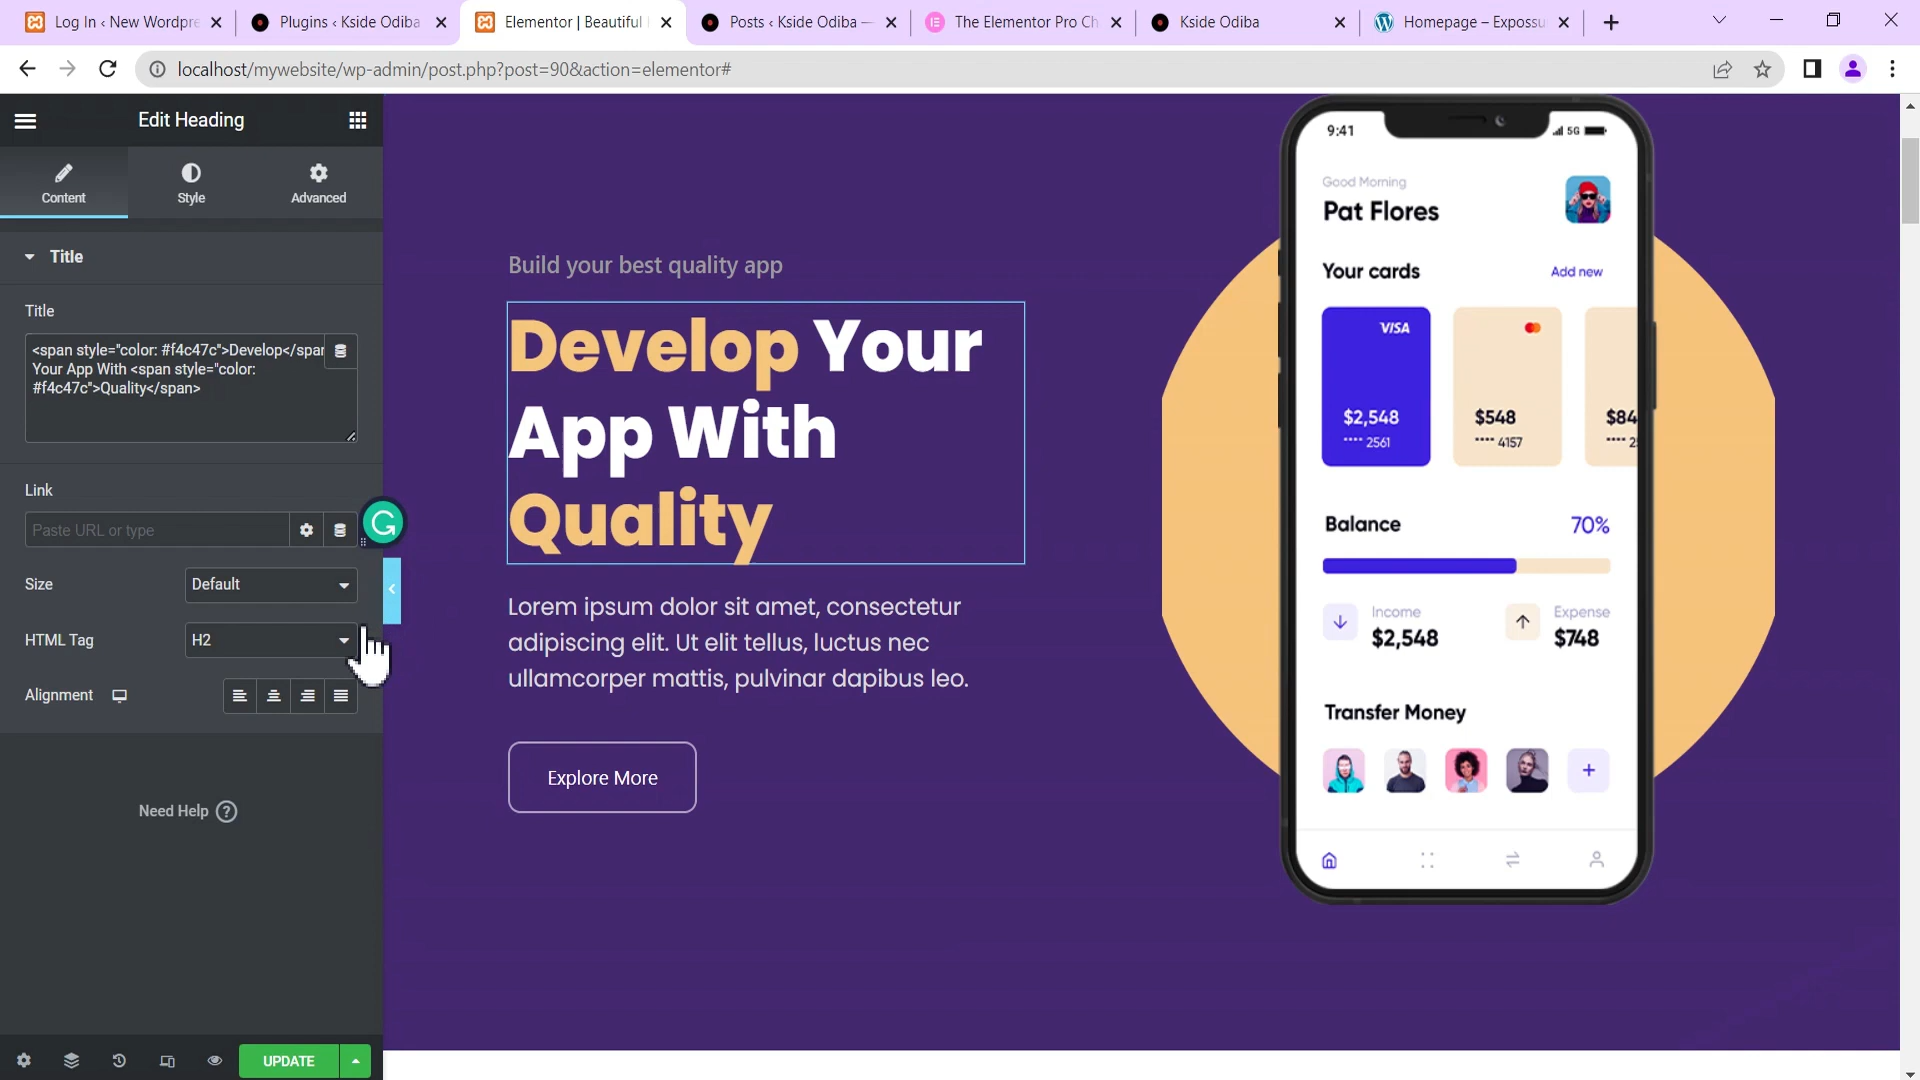 Log In ‹ New Wordpre
Plugins ‹ Kside Odiba
Elementor | Beautiful
Posts ‹ Kside Odiba —
The Elementor Pro Ch
Kside Odiba
Homepage – Expossu
localhost/mywebsite/wp-admin/post.php?post=90&action=elementor#
Edit Heading
Content
Style
Advanced
Title
Title
<span style="color: #f4c47c">Develop</span
Your App With <span style="color:
#f4c47c">Quality</span>
Link
Paste URL or type
Size
Default
HTML Tag
H2
Alignment
Need Help
UPDATE
Build your best quality app
Develop Your
App With
Quality
Lorem ipsum dolor sit amet, consectetur
adipiscing elit. Ut elit tellus, luctus nec
ullamcorper mattis, pulvinar dapibus leo.
Explore More
9:41
5G
Good Morning
Pat Flores
Your cards
Add new
VISA
$2,548
**** 2561
$548
**** 4157
$84
Balance
70%
Income
$2,548
Expense
$748
Transfer Money